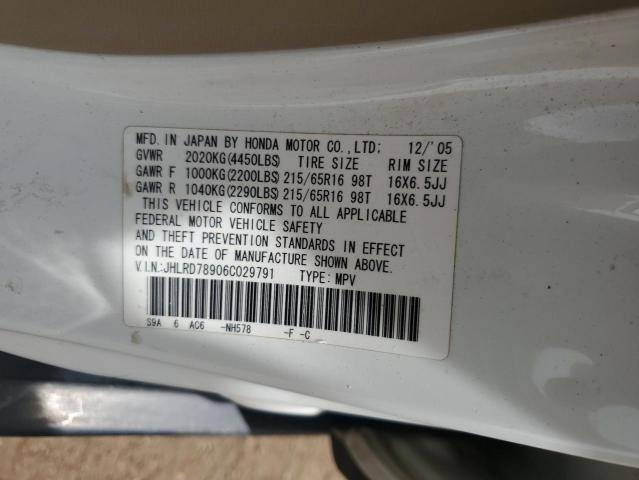 MFD. IN JAPAN BY HONDA MOTOR CO.,LTD: 12/'05
GVWR 2020KG(4450LBS) TIRE SIZE RIM SIZE
GAWR F 1000KG(2200LBS) 215/65R16 98T 16X6.5JJ
GAWR R 1040KG(2290LBS) 215/65R16 98T 16X6.5JJ
THIS VEHICLE CONFORMS TO ALL APPLICABLE
FEDERAL MOTOR VEHICLE SAFETY
AND THEFT PREVENTION STANDARDS IN EFFECT
ON THE DATE OF MANUFACTURE SHOWN ABOVE.
V.I.N.:JHLRD78906C029791 TYPE: MPV
S9A 6 AC6 -NH578 -F -C